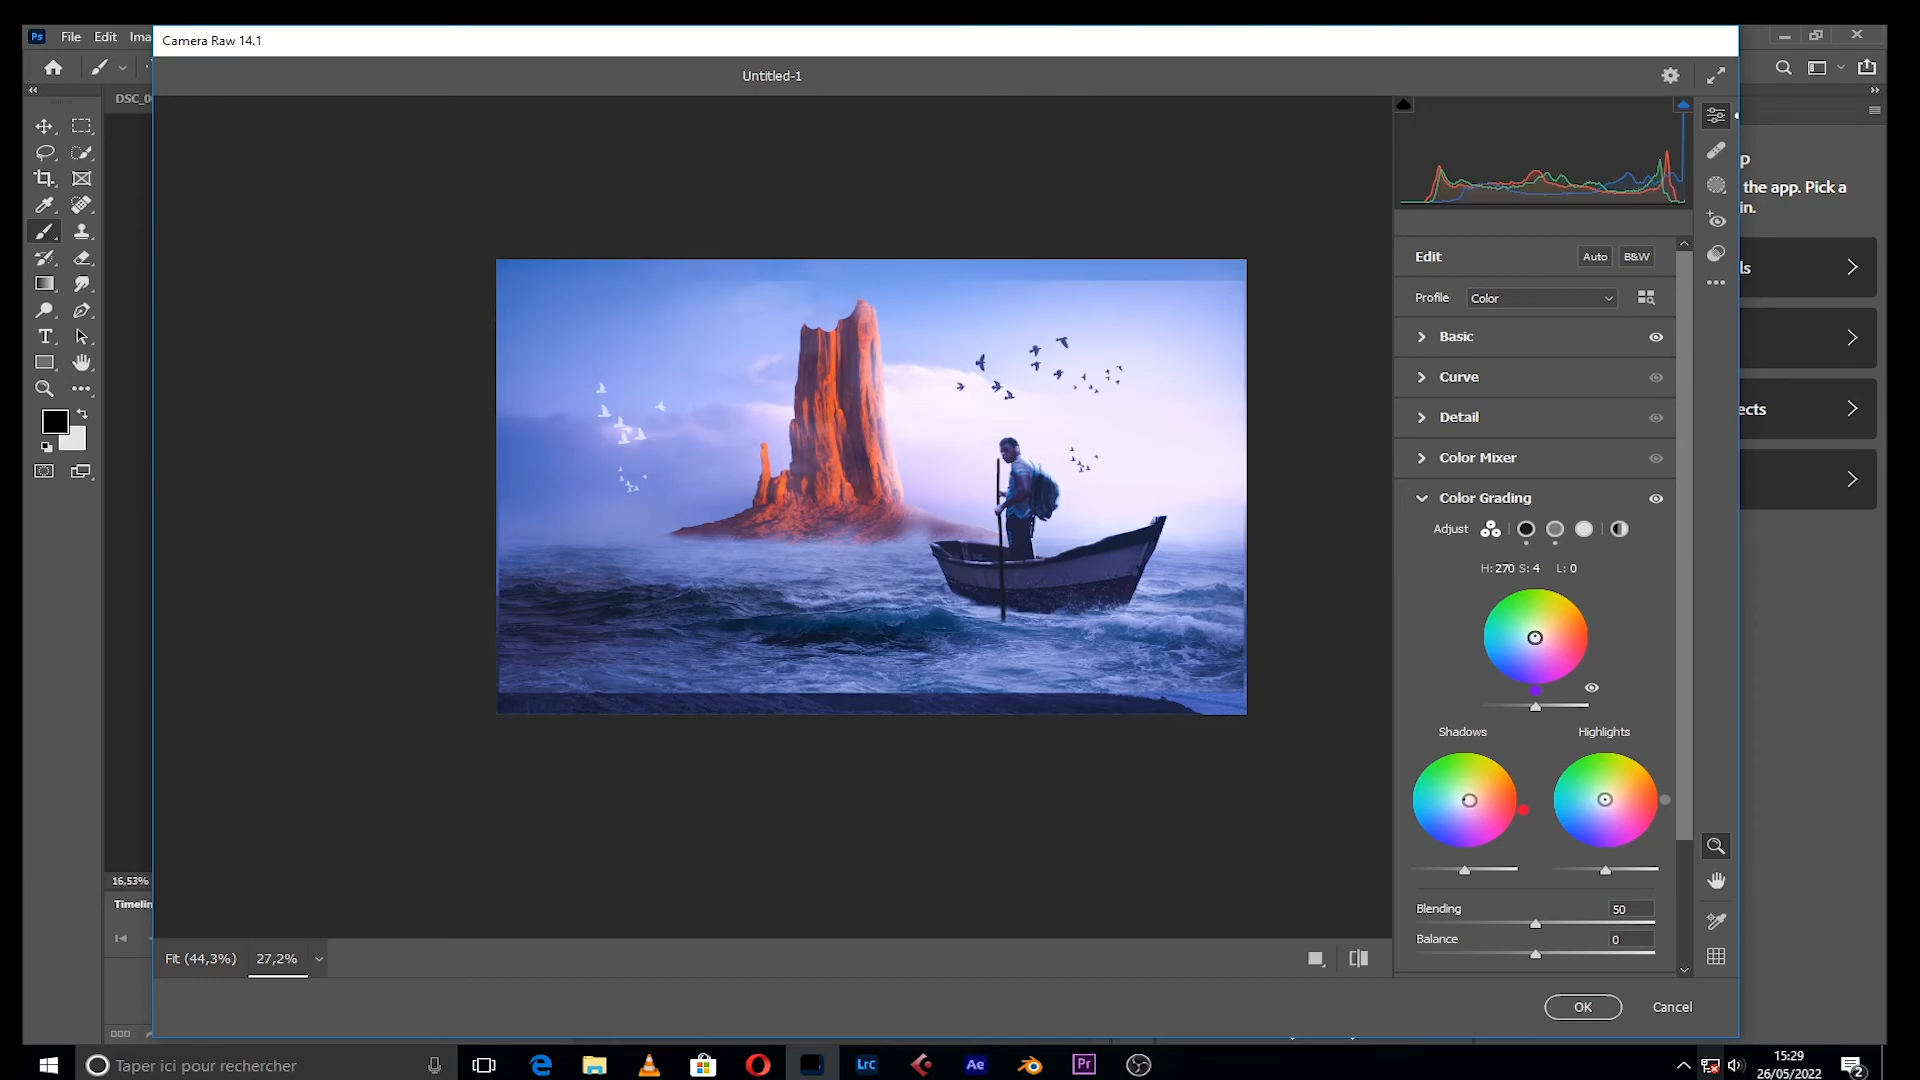 Camera Raw 14.1
Ps File Edit Ima
Untitled-1
DSC_0
p
the app. Pick a
in.
ls
ects
Edit Auto B&W
Profile Color
Basic
Curve
Detail
Color Mixer
Color Grading
Adjust
H: 270 S: 4 L: 0
Shadows Highlights
Blending 50
Balance 0
16,53%
Timelin
Fit (44,3%) 27,2%
OK Cancel
Taper ici pour rechercher
Lrc Ae Pr
15:29
26/05/2022
2